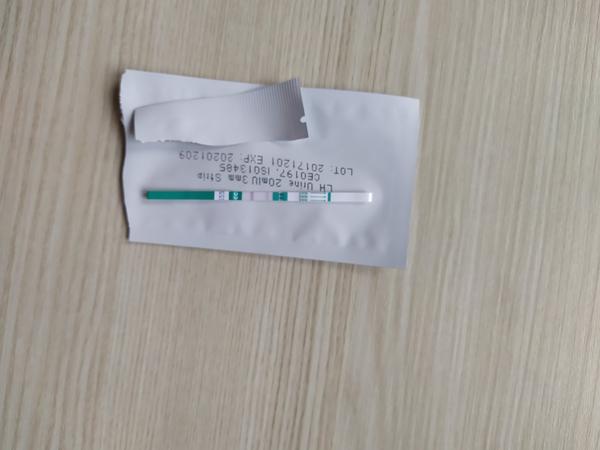 LH Urine 20mIU 3mm Strip
CE0197. ISO13485
LOT: 20171201 EXP: 20201209